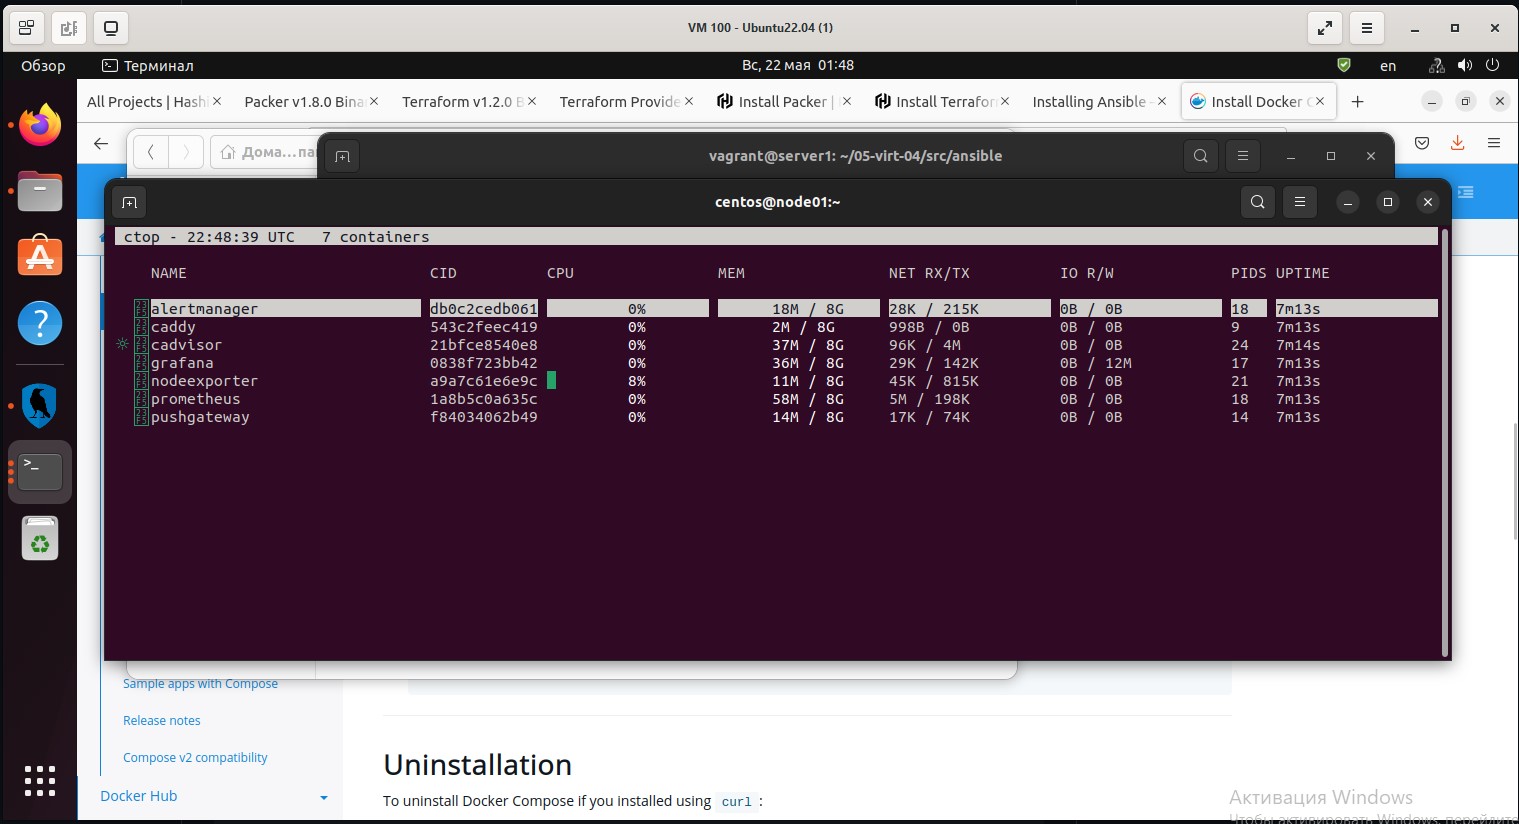 VM 100 - Ubuntu22.04 (1)
Обзор Терминал Вс, 22 мая 01:48 en
All Projects | Hashi Packer v1.8.0 Bina Terraform v1.2.0 B Terraform Provide Install Packer | Install Terrafor Installing Ansible - Install Docker C
Дома...па
vagrant@server1: ~/05-virt-04/src/ansible
centos@node01:~
ctop - 22:48:39 UTC 7 containers
NAME CID CPU MEM NET RX/TX IO R/W PIDS UPTIME
alertmanager db0c2cedb061 0% 18M / 8G 28K / 215K 0B / 0B 18 7m13s
caddy 543c2feec419 0% 2M / 8G 998B / 0B 0B / 0B 9 7m13s
cadvisor 21bfce8540e8 0% 37M / 8G 96K / 4M 0B / 0B 24 7m14s
grafana 0838f723bb42 0% 36M / 8G 29K / 142K 0B / 12M 17 7m13s
nodeexporter a9a7c61e6e9c 8% 11M / 8G 45K / 815K 0B / 0B 21 7m13s
prometheus 1a8b5c0a635c 0% 58M / 8G 5M / 198K 0B / 0B 18 7m13s
pushgateway f84034062b49 0% 14M / 8G 17K / 74K 0B / 0B 14 7m13s
Sample apps with Compose
Release notes
Compose v2 compatibility
Docker Hub
Uninstallation
To uninstall Docker Compose if you installed using curl :
Активация Windows
Чтобы активировать Windows, перейдите